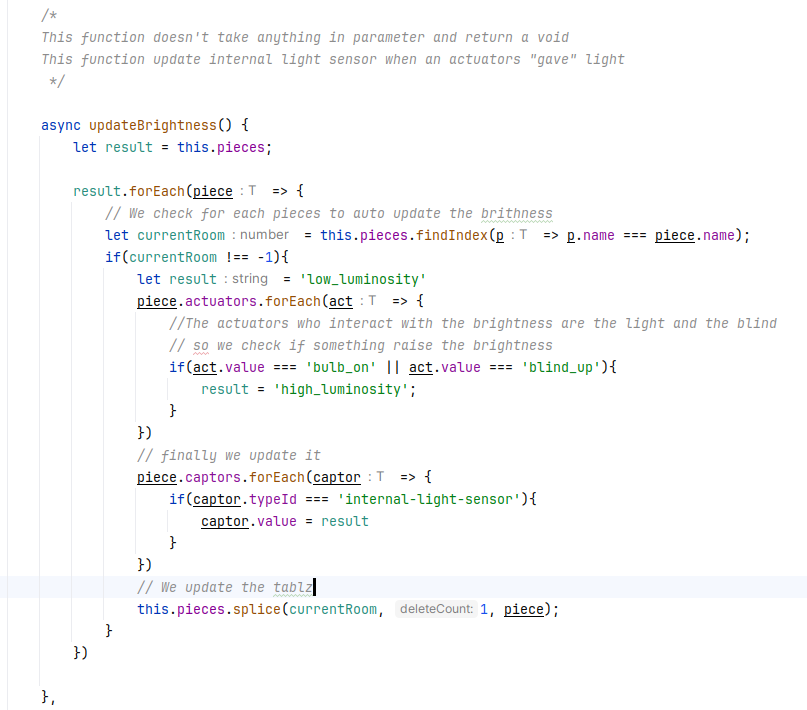 /*
This function doesn't take anything in parameter and return a void
This function update internal light sensor when an actuators "gave" light
*/
async updateBrightness() {
let result = this.pieces;
result.forEach(piece : T => {
// We check for each pieces to auto update the brithness
let currentRoom : number = this.pieces.findIndex(p : T => p.name === piece.name);
if(currentRoom !== -1){
let result : string = 'low_luminosity'
piece.actuators.forEach(act : T => {
//The actuators who interact with the brightness are the light and the blind
// so we check if something raise the brightness
if(act.value === 'bulb_on' || act.value === 'blind_up'){
result = 'high_luminosity';
}
})
// finally we update it
piece.captors.forEach(captor : T => {
if(captor.typeId === 'internal-light-sensor'){
captor.value = result
}
})
// We update the tablz
this.pieces.splice(currentRoom, deleteCount: 1, piece);
}
})
},